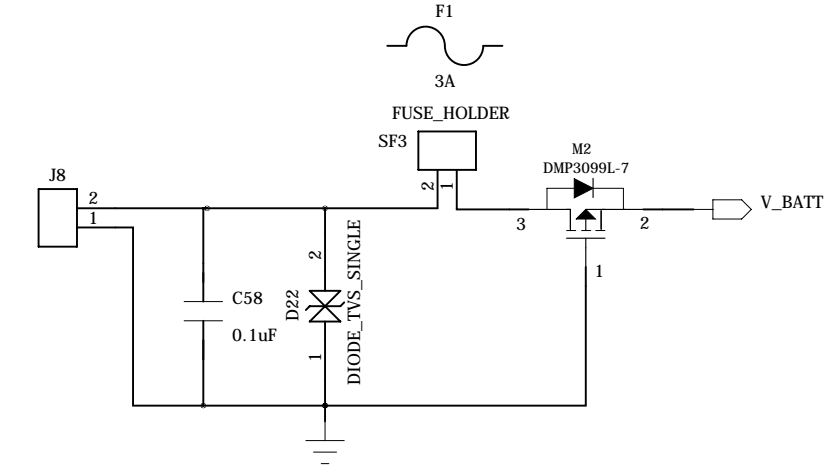 F1
3A
FUSE_HOLDER
SF3
2
1
M2
DMP3099L-7
J8
2
1
3
2
V_BATT
1
2
C58
0.1uF
D22
DIODE_TVS_SINGLE
1